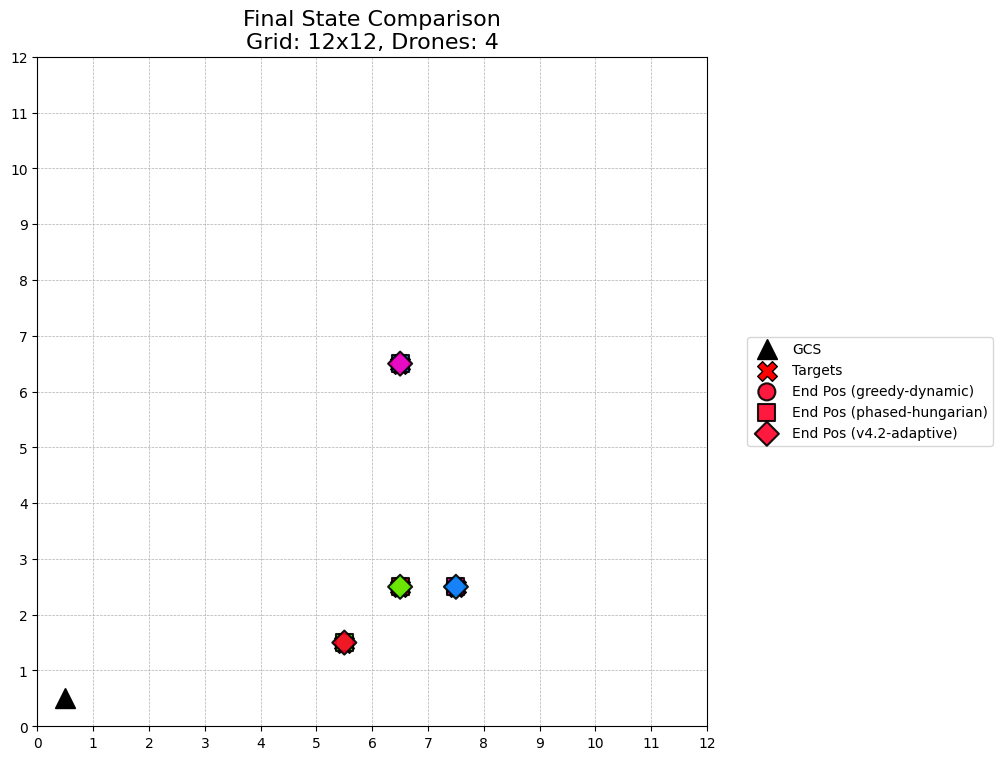 Final State Comparison
Grid: 12x12, Drones: 4
12
11
10
9
8
7
6
5
4
3
2
1
0
0 1 2 3 4 5 6 7 8 9 10 11 12
GCS
Targets
End Pos (greedy-dynamic)
End Pos (phased-hungarian)
End Pos (v4.2-adaptive)